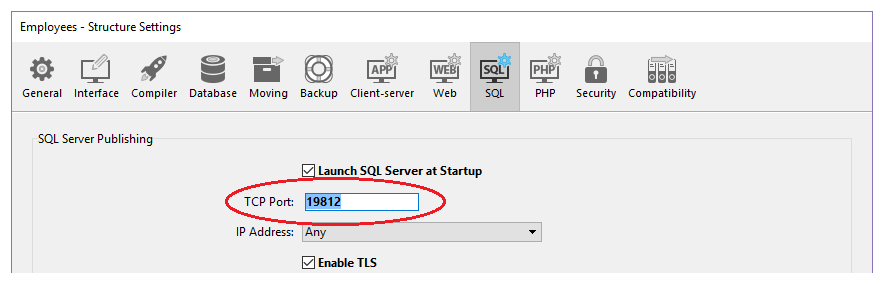 Employees - Structure Settings
APP WEB SQL PHP
General Interface Compiler Database Moving Backup Client-server Web SQL PHP Security Compatibility
SQL Server Publishing
Launch SQL Server at Startup
TCP Port: 19812
IP Address: Any
Enable TLS